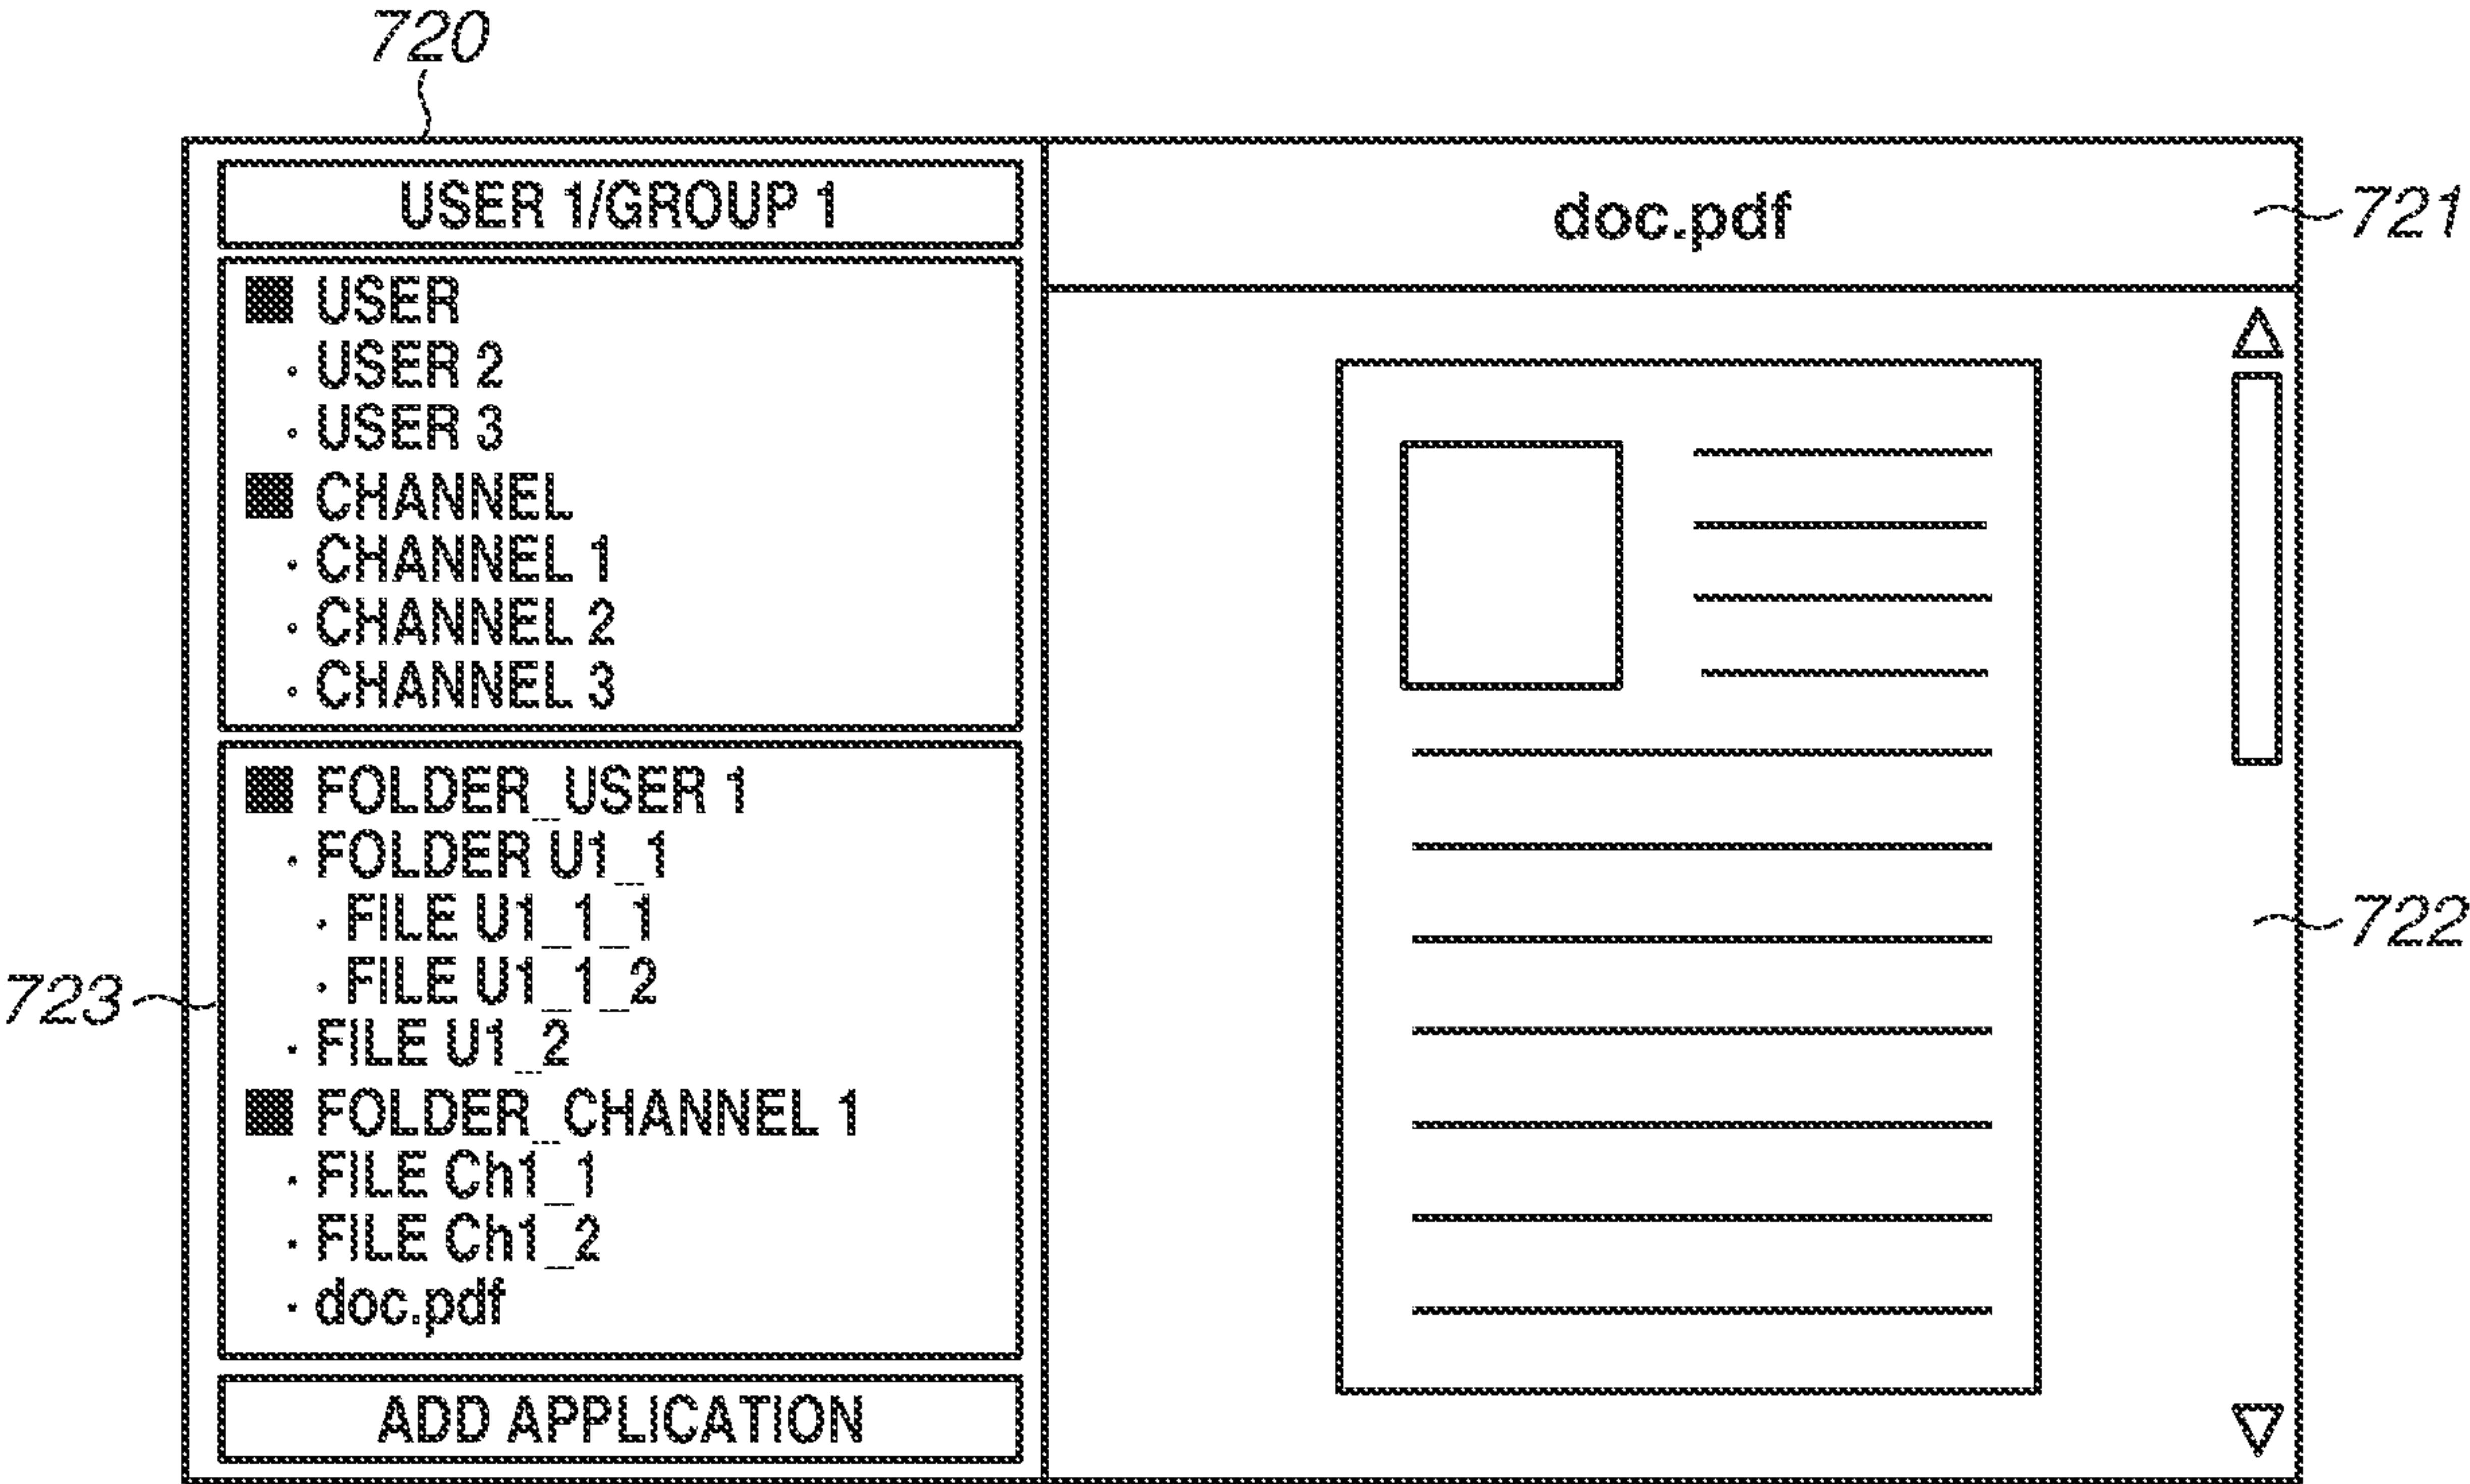 720
USER 1/GROUP 1
■ USER
· USER 2
· USER 3
■ CHANNEL
· CHANNEL 1
· CHANNEL 2
· CHANNEL 3
■ FOLDER_USER 1
· FOLDER U1_1
· FILE U1_1_1
· FILE U1_1_2
723
· FILE U1_2
■ FOLDER_CHANNEL 1
· FILE Ch1_1
· FILE Ch1_2
· doc.pdf
ADD APPLICATION
doc.pdf
721
722